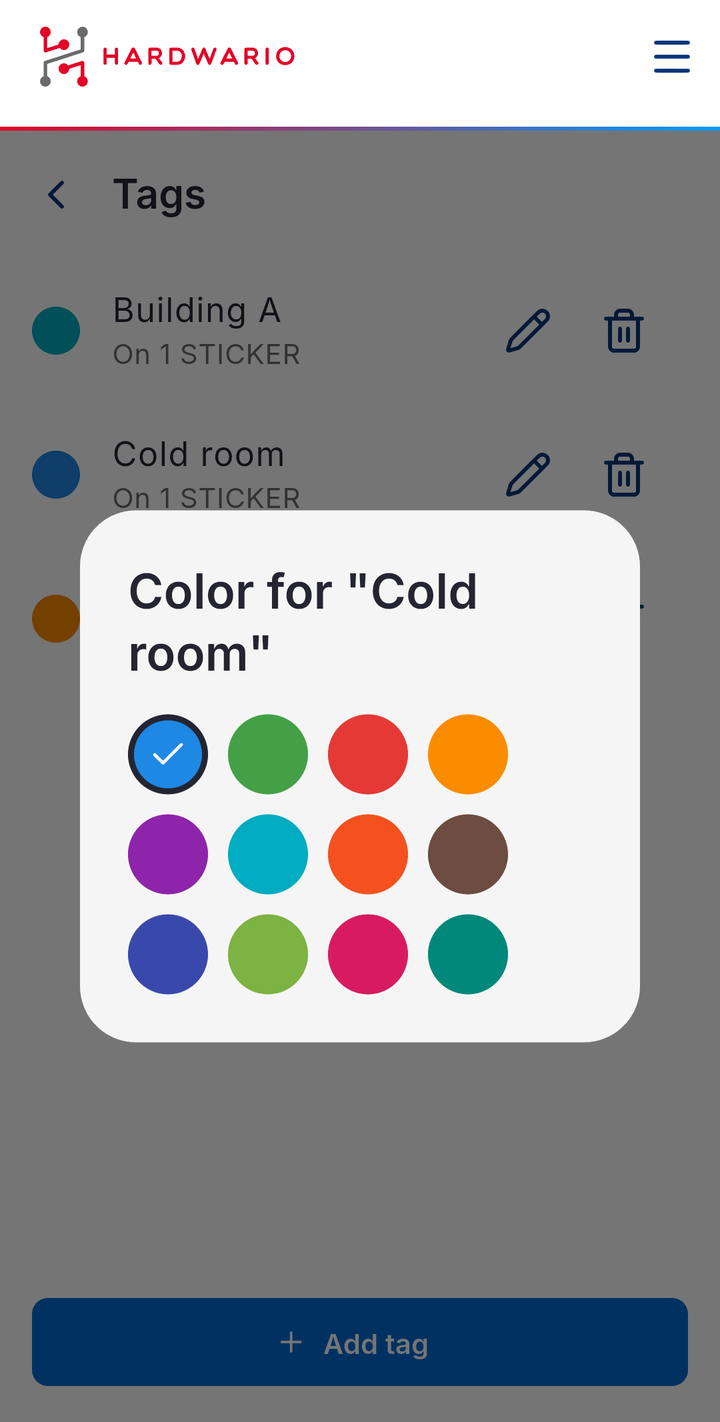 HARDWARIO
Tags
Building A
On 1 STICKER
Cold room
On 1 STICKER
Color for "Cold
room"
Add tag